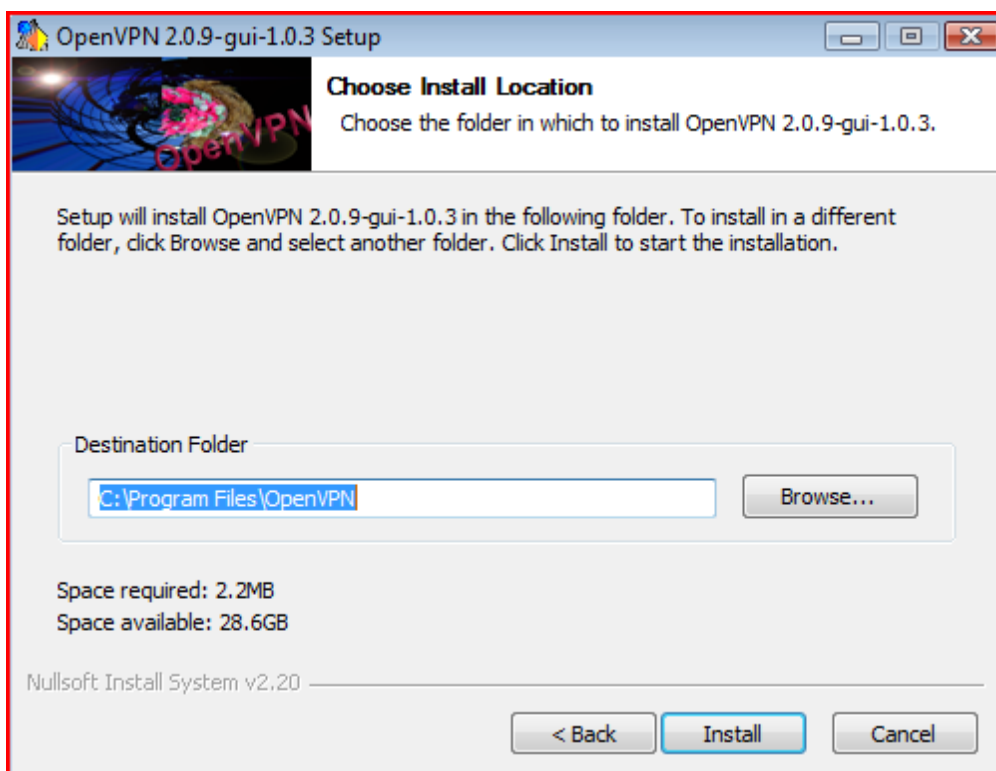 OpenVPN 2.0.9-gui-1.0.3 Setup
OpenVPN
Choose Install Location
Choose the folder in which to install OpenVPN 2.0.9-gui-1.0.3.
Setup will install OpenVPN 2.0.9-gui-1.0.3 in the following folder. To install in a different
folder, click Browse and select another folder. Click Install to start the installation.
Destination Folder
C:\Program Files\OpenVPN
Browse...
Space required: 2.2MB
Space available: 28.6GB
Nullsoft Install System v2.20
< Back
Install
Cancel